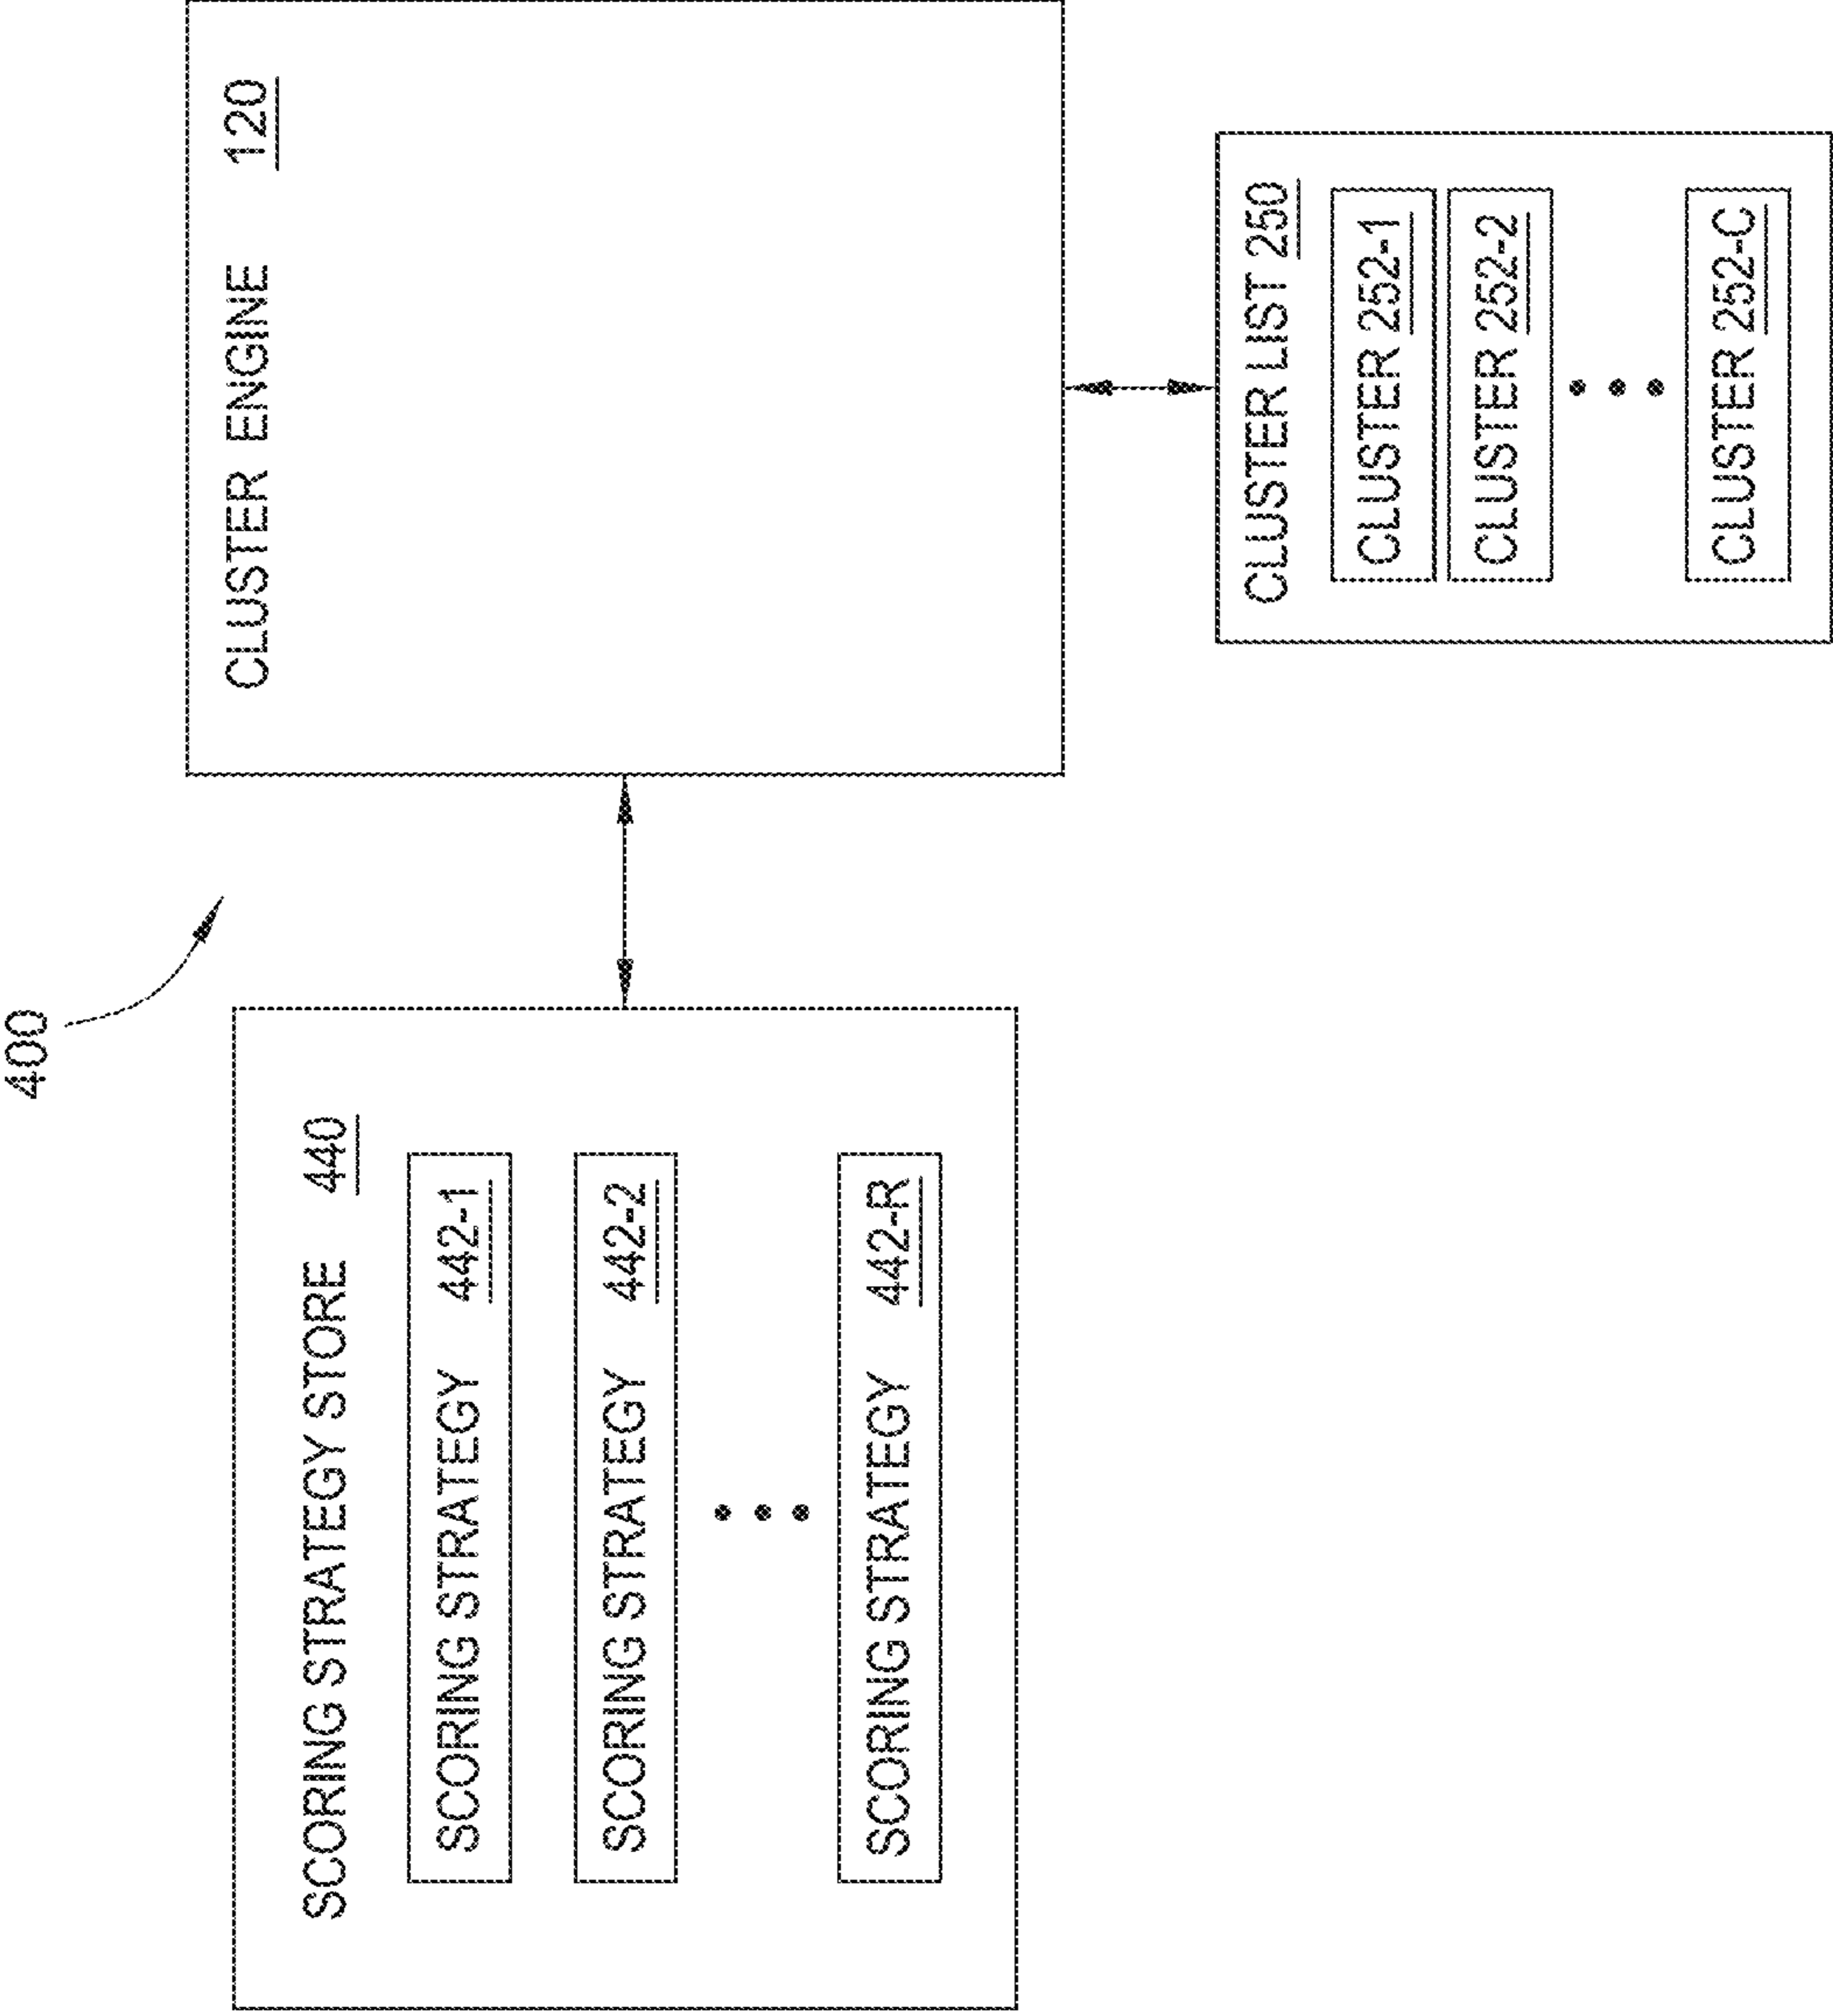 400
SCORING STRATEGY STORE 440
SCORING STRATEGY 442-1
SCORING STRATEGY 442-2
SCORING STRATEGY 442-R
CLUSTER ENGINE 120
CLUSTER LIST 250
CLUSTER 252-1
CLUSTER 252-2
CLUSTER 252-C